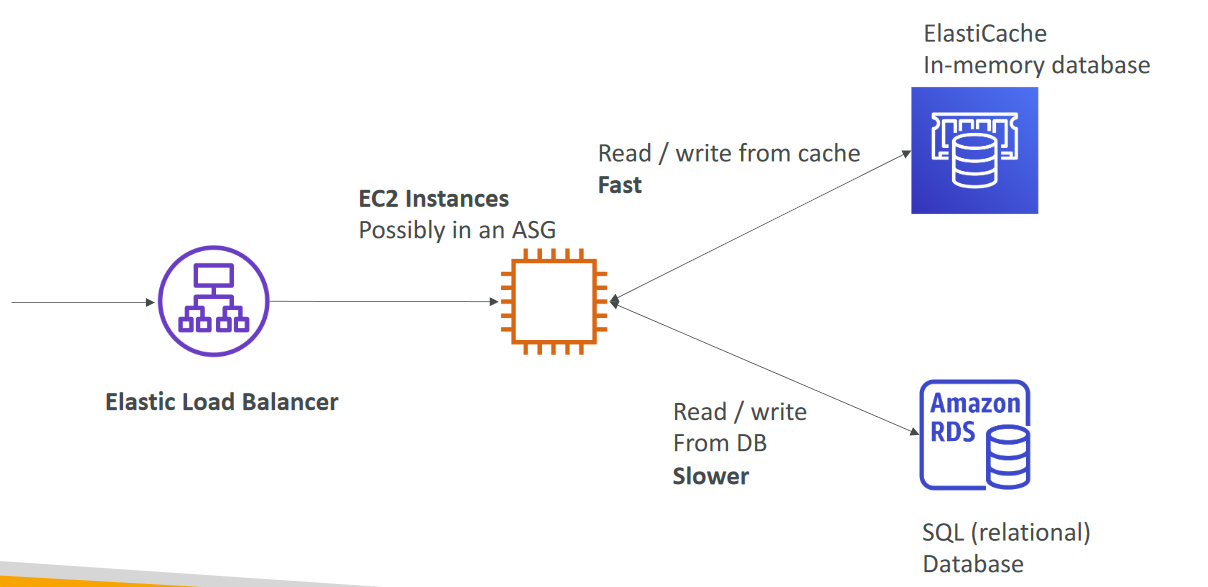 ElastiCache
In-memory database
Read / write from cache
Fast
EC2 Instances
Possibly in an ASG
Elastic Load Balancer
Read / write
From DB
Slower
Amazon
RDS
SQL (relational)
Database